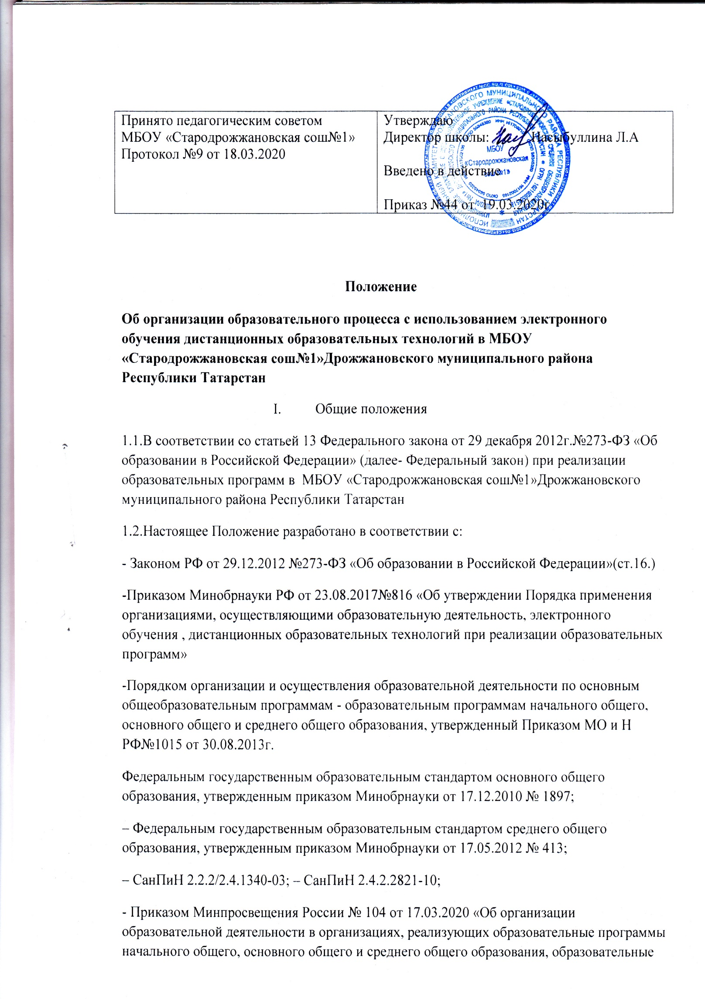 Принято педагогическим советом
МБОУ «Стародрожжановская сош№1»
Протокол №9 от 18.03.2020
Утверждаю
Директор школы: Насыбуллина Л.А
Введено в действие
Приказ №44 от 19.03.2020г
МБОУ
«Стародрожжановская
сош №1»
Положение
Об организации образовательного процесса с использованием электронного
обучения дистанционных образовательных технологий в МБОУ
«Стародрожжановская сош№1»Дрожжановского муниципального района
Республики Татарстан
I. Общие положения
1.1.В соответствии со статьей 13 Федерального закона от 29 декабря 2012г.№273-ФЗ «Об
образовании в Российской Федерации» (далее- Федеральный закон) при реализации
образовательных программ в МБОУ «Стародрожжановская сош№1»Дрожжановского
муниципального района Республики Татарстан
1.2.Настоящее Положение разработано в соответствии с:
- Законом РФ от 29.12.2012 №273-ФЗ «Об образовании в Российской Федерации»(ст.16.)
-Приказом Минобрнауки РФ от 23.08.2017№816 «Об утверждении Порядка применения
организациями, осуществляющими образовательную деятельность, электронного
обучения , дистанционных образовательных технологий при реализации образовательных
программ»
-Порядком организации и осуществления образовательной деятельности по основным
общеобразовательным программам - образовательным программам начального общего,
основного общего и среднего общего образования, утвержденный Приказом МО и Н
РФ№1015 от 30.08.2013г.
Федеральным государственным образовательным стандартом основного общего
образования, утвержденным приказом Минобрнауки от 17.12.2010 № 1897;
– Федеральным государственным образовательным стандартом среднего общего
образования, утвержденным приказом Минобрнауки от 17.05.2012 № 413;
– СанПиН 2.2.2/2.4.1340-03; – СанПиН 2.4.2.2821-10;
- Приказом Минпросвещения России № 104 от 17.03.2020 «Об организации
образовательной деятельности в организациях, реализующих образовательные программы
начального общего, основного общего и среднего общего образования, образовательные